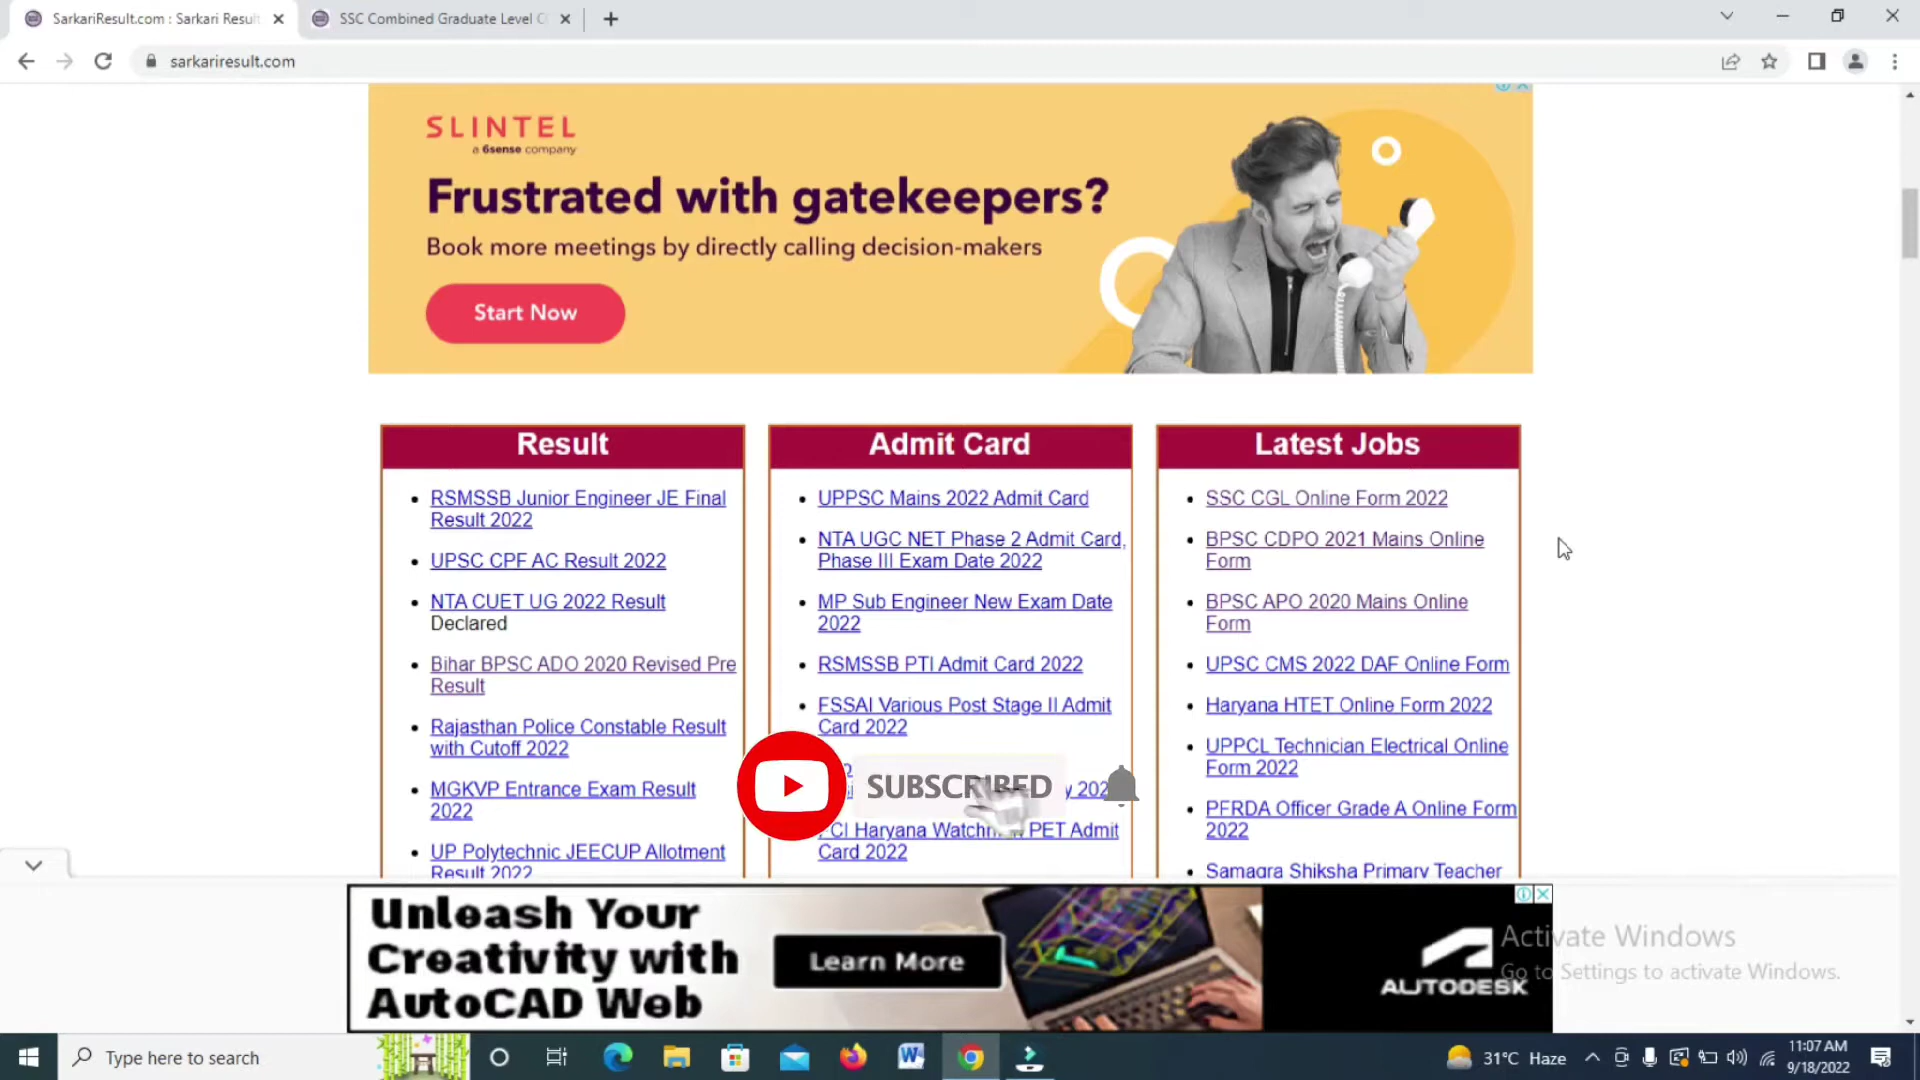 SarkariResult.com : Sarkari Result
SSC Combined Graduate Level C
sarkariresult.com
SLINTEL
a 6sense company
Frustrated with gatekeepers?
Book more meetings by directly calling decision-makers
Start Now
Result
RSMSSB Junior Engineer JE Final
Result 2022
UPSC CPF AC Result 2022
NTA CUET UG 2022 Result
Declared
Bihar BPSC ADO 2020 Revised Pre
Result
Rajasthan Police Constable Result
with Cutoff 2022
MGKVP Entrance Exam Result
2022
UP Polytechnic JEECUP Allotment
Result 2022
Admit Card
UPPSC Mains 2022 Admit Card
NTA UGC NET Phase 2 Admit Card,
Phase III Exam Date 2022
MP Sub Engineer New Exam Date
2022
RSMSSB PTI Admit Card 2022
FSSAI Various Post Stage II Admit
Card 2022
SUBSCRIBED
FCI Haryana Watchman PET Admit
Card 2022
Latest Jobs
SSC CGL Online Form 2022
BPSC CDPO 2021 Mains Online
Form
BPSC APO 2020 Mains Online
Form
UPSC CMS 2022 DAF Online Form
Haryana HTET Online Form 2022
UPPCL Technician Electrical Online
Form 2022
PFRDA Officer Grade A Online Form
2022
Samagra Shiksha Primary Teacher
Unleash Your
Creativity with
AutoCAD Web
Learn More
AUTODESK
Activate Windows
Go to Settings to activate Windows.
Type here to search
31°C Haze
11:07 AM
9/18/2022